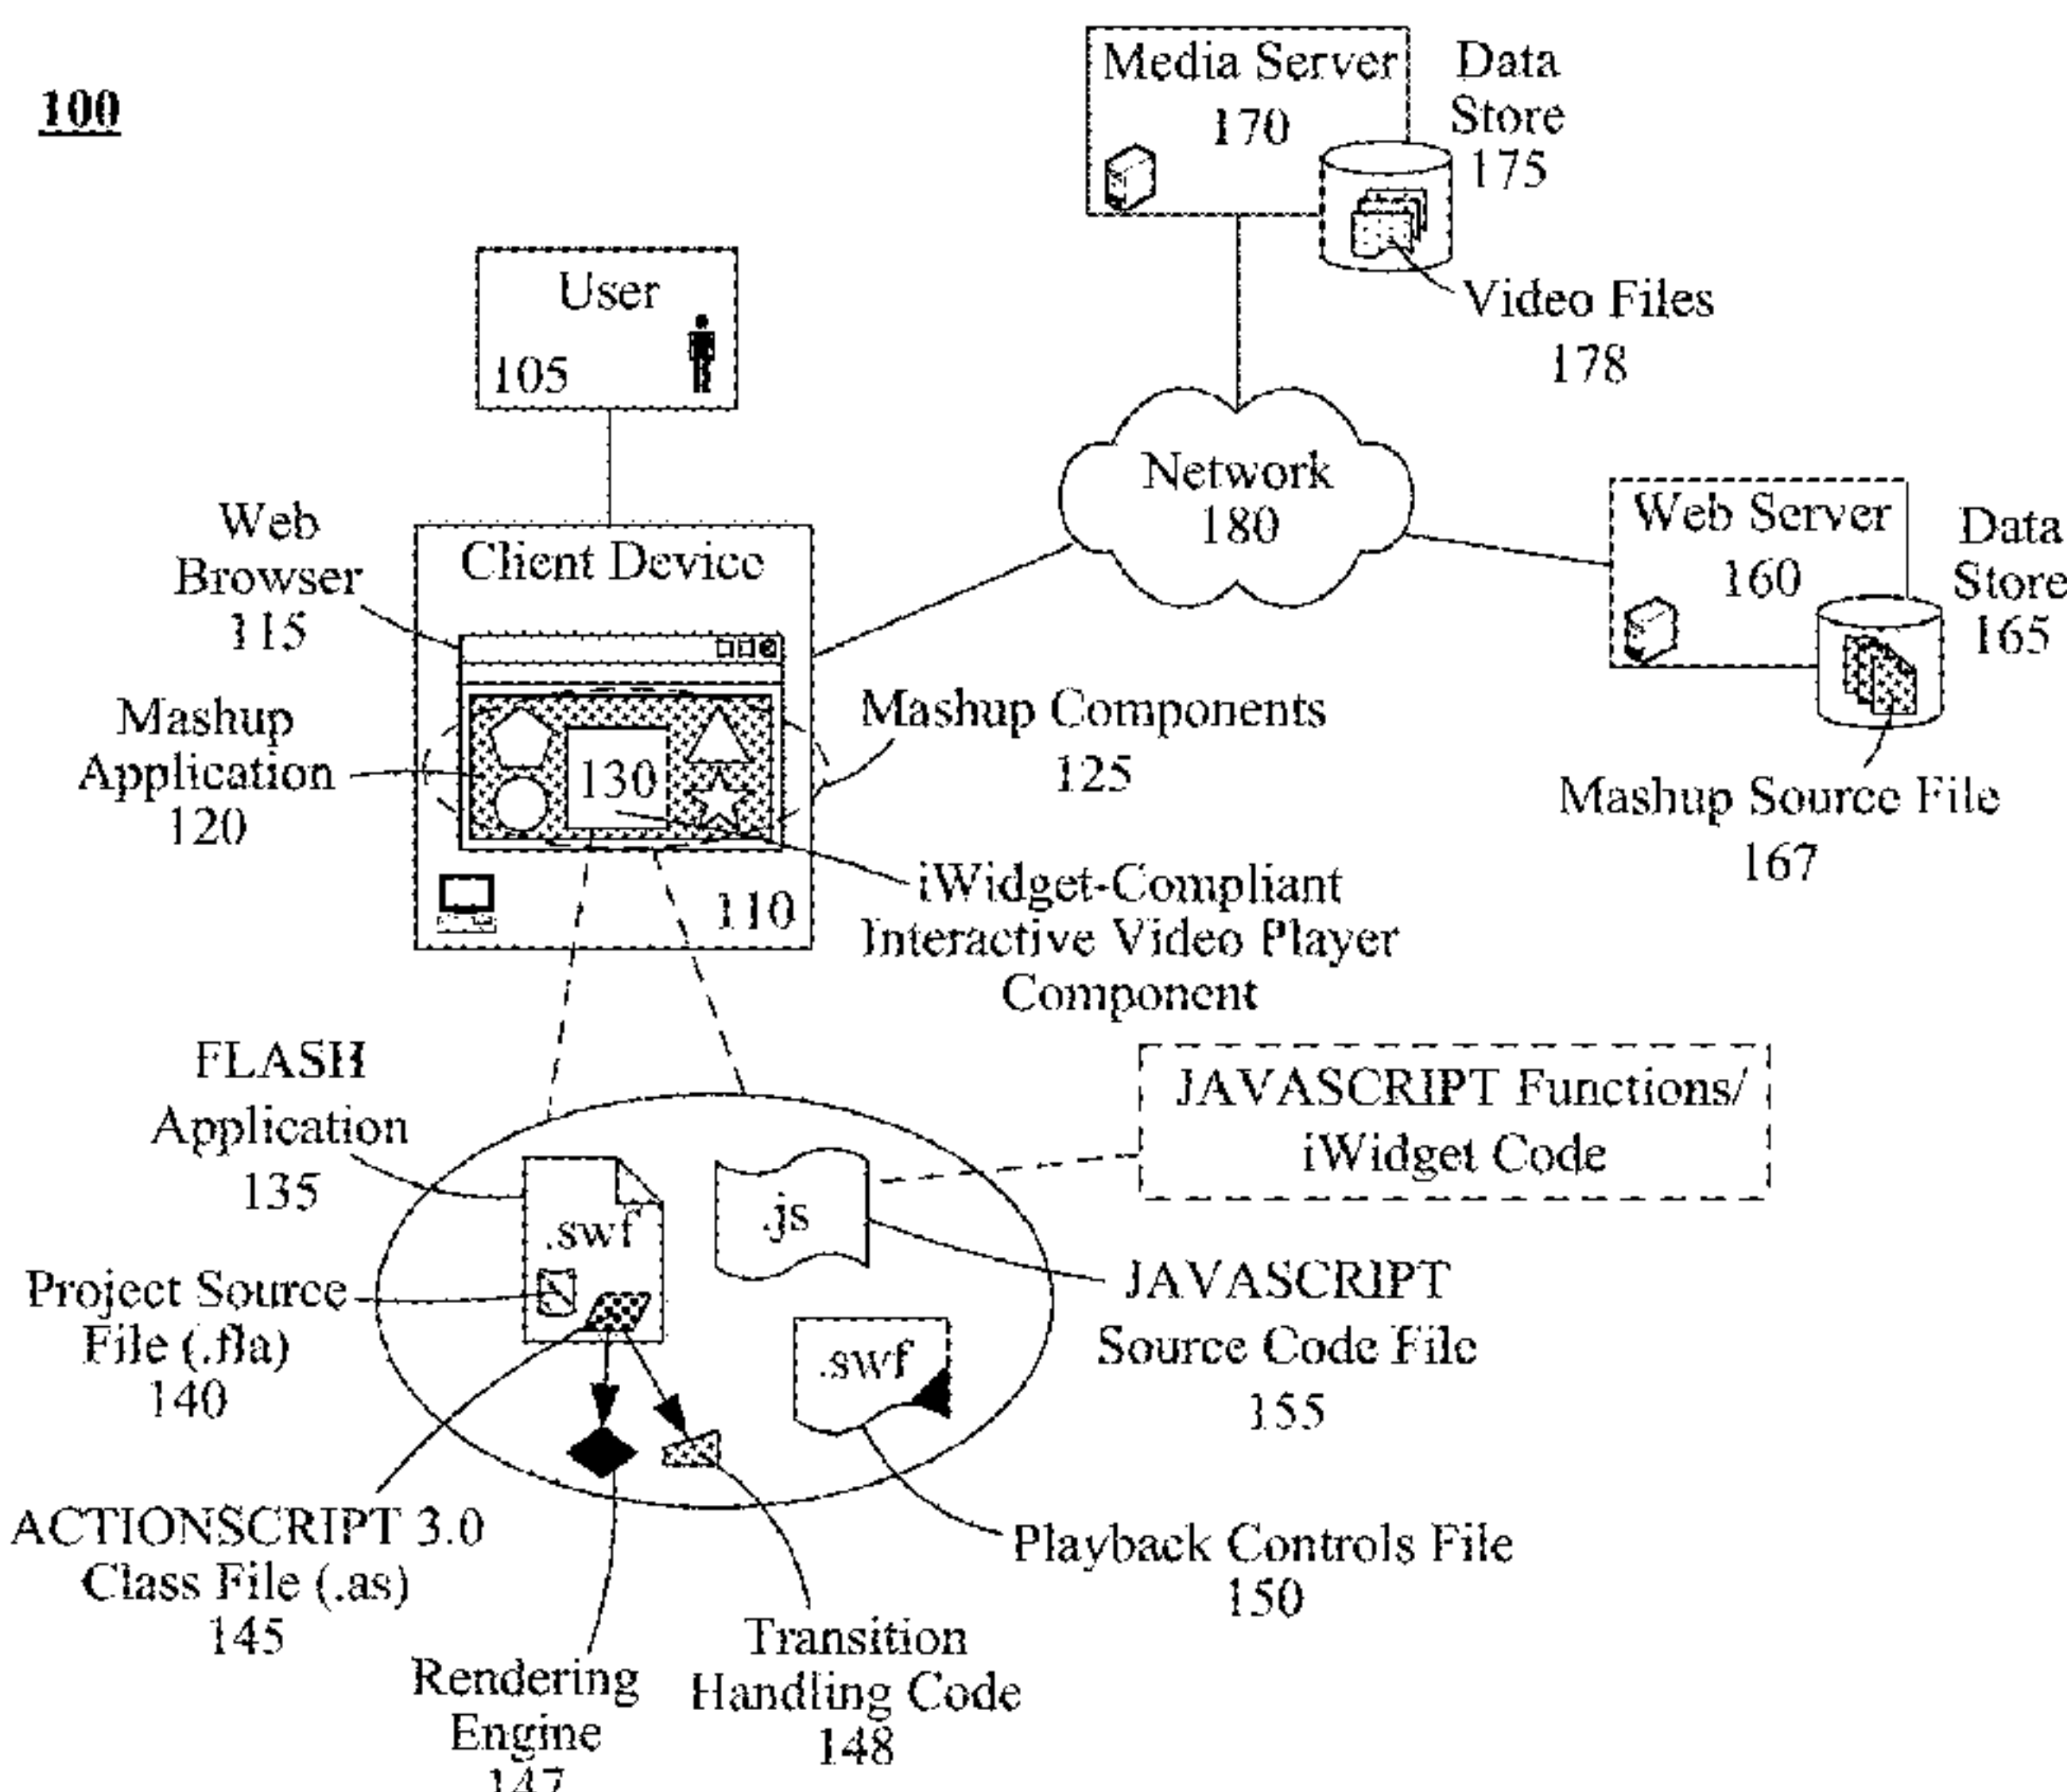 100
Media Server
170
Data
Store
175
Video Files
178
User
105
Network
180
Web Server
160
Data
Store
165
Mashup Source File
167
Web
Browser
115
Client Device
Mashup
Application
120
130
Mashup Components
125
110
iWidget-Compliant
Interactive Video Player
Component
FLASH
Application
135
JAVASCRIPT Functions/
iWidget Code
.swf
.js
Project Source
File (.fla)
140
JAVASCRIPT
Source Code File
155
.swf
ACTIONSCRIPT 3.0
Class File (.as)
145
Playback Controls File
150
Rendering
Engine
147
Transition
Handling Code
148